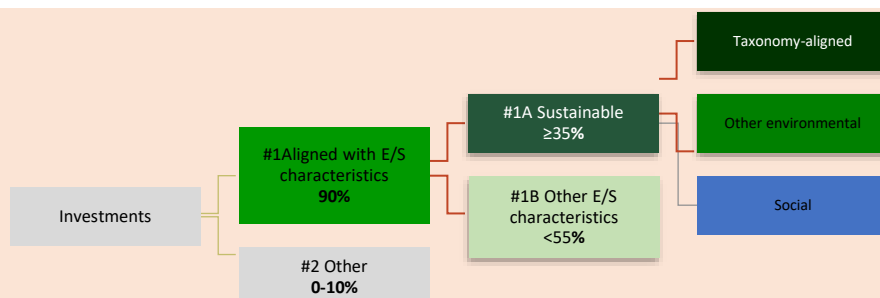 Investments
#1Aligned with E/S
characteristics
90%
#2 Other
0-10%
#1A Sustainable
≥35%
#1B Other E/S
characteristics
<55%
Taxonomy-aligned
Other environmental
Social